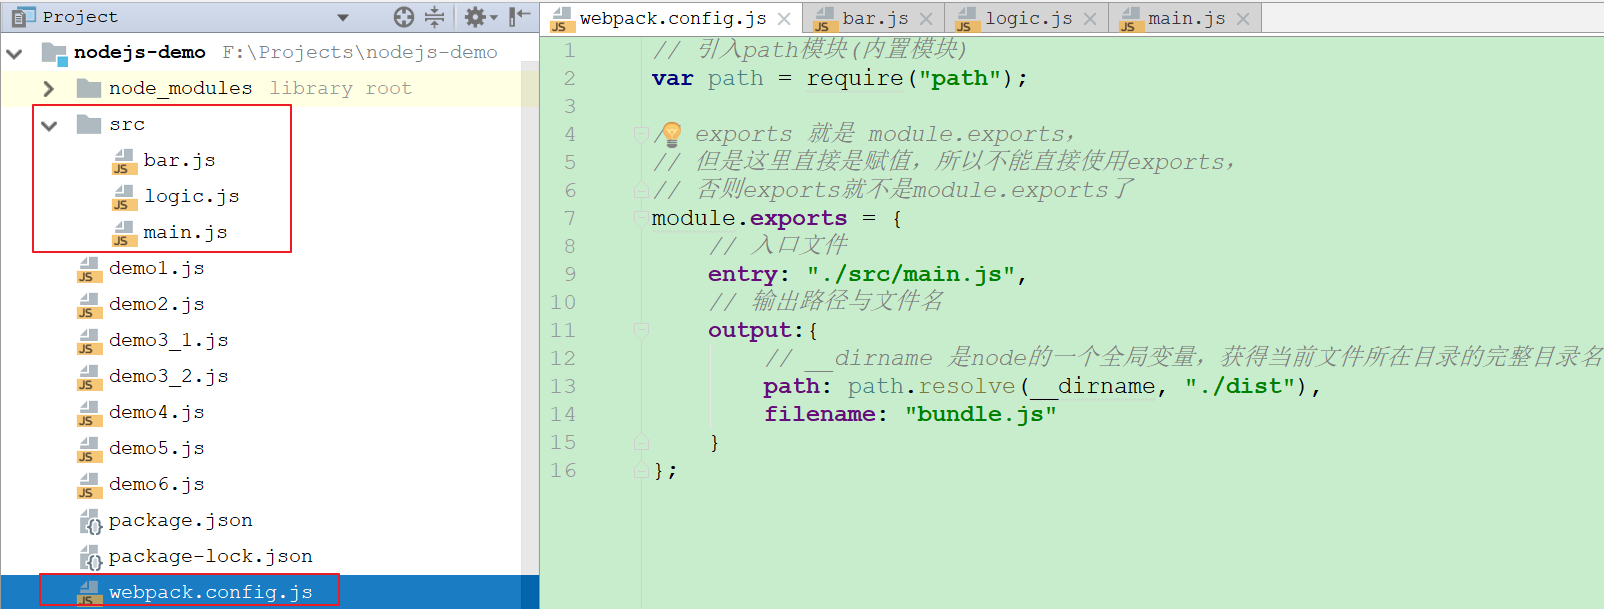 Project
nodejs-demo F:\Projects\nodejs-demo
node_modules library root
src
bar.js
logic.js
main.js
demo1.js
demo2.js
demo3_1.js
demo3_2.js
demo4.js
demo5.js
demo6.js
package.json
package-lock.json
webpack.config.js
webpack.config.js bar.js logic.js main.js
1 // 引入path模块(内置模块)
2 var path = require("path");
3
4 // exports 就是 module.exports,
5 // 但是这里直接是赋值，所以不能直接使用exports,
6 // 否则exports就不是module.exports了
7 module.exports = {
8 // 入口文件
9 entry: "./src/main.js",
10 // 输出路径与文件名
11 output:{
12 // __dirname 是node的一个全局变量，获得当前文件所在目录的完整目录名
13 path: path.resolve(__dirname, "./dist"),
14 filename: "bundle.js"
15 }
16 };